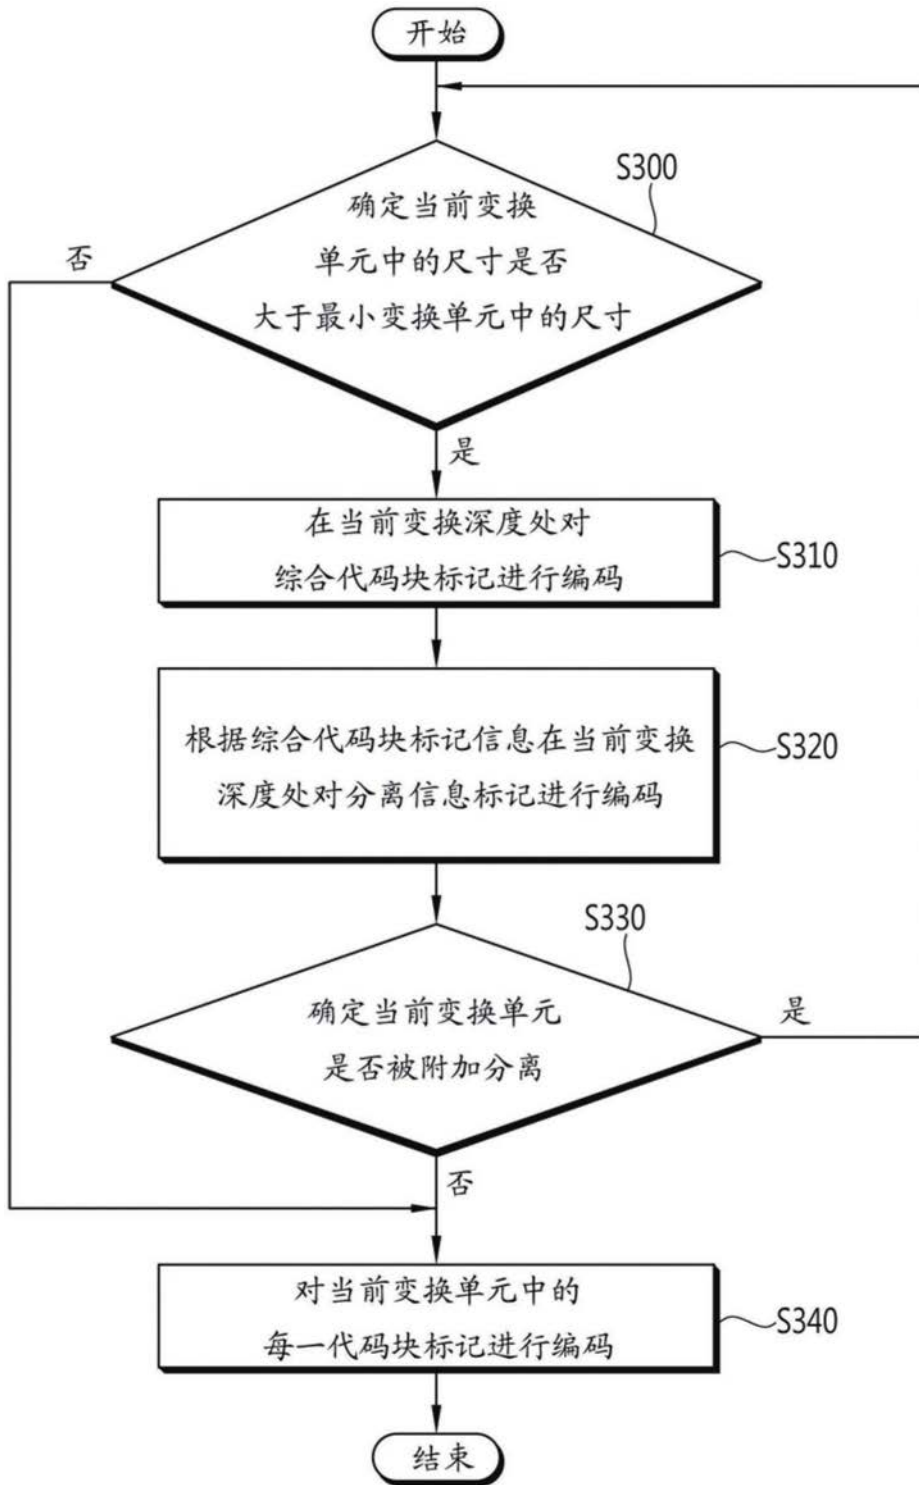 开始
S300
确定当前变换
单元中的尺寸是否
大于最小变换单元中的尺寸
否
是
在当前变换深度处对
综合代码块标记进行编码
S310
根据综合代码块标记信息在当前变换
深度处对分离信息标记进行编码
S320
S330
确定当前变换单元
是否被附加分离
是
否
对当前变换单元中的
每一代码块标记进行编码
S340
结束